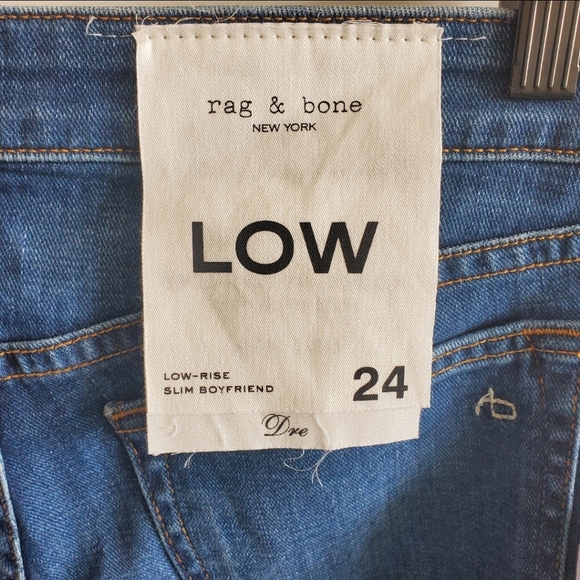 rag & bone
NEW YORK
LOW
LOW-RISE
SLIM BOYFRIEND
24
Dre